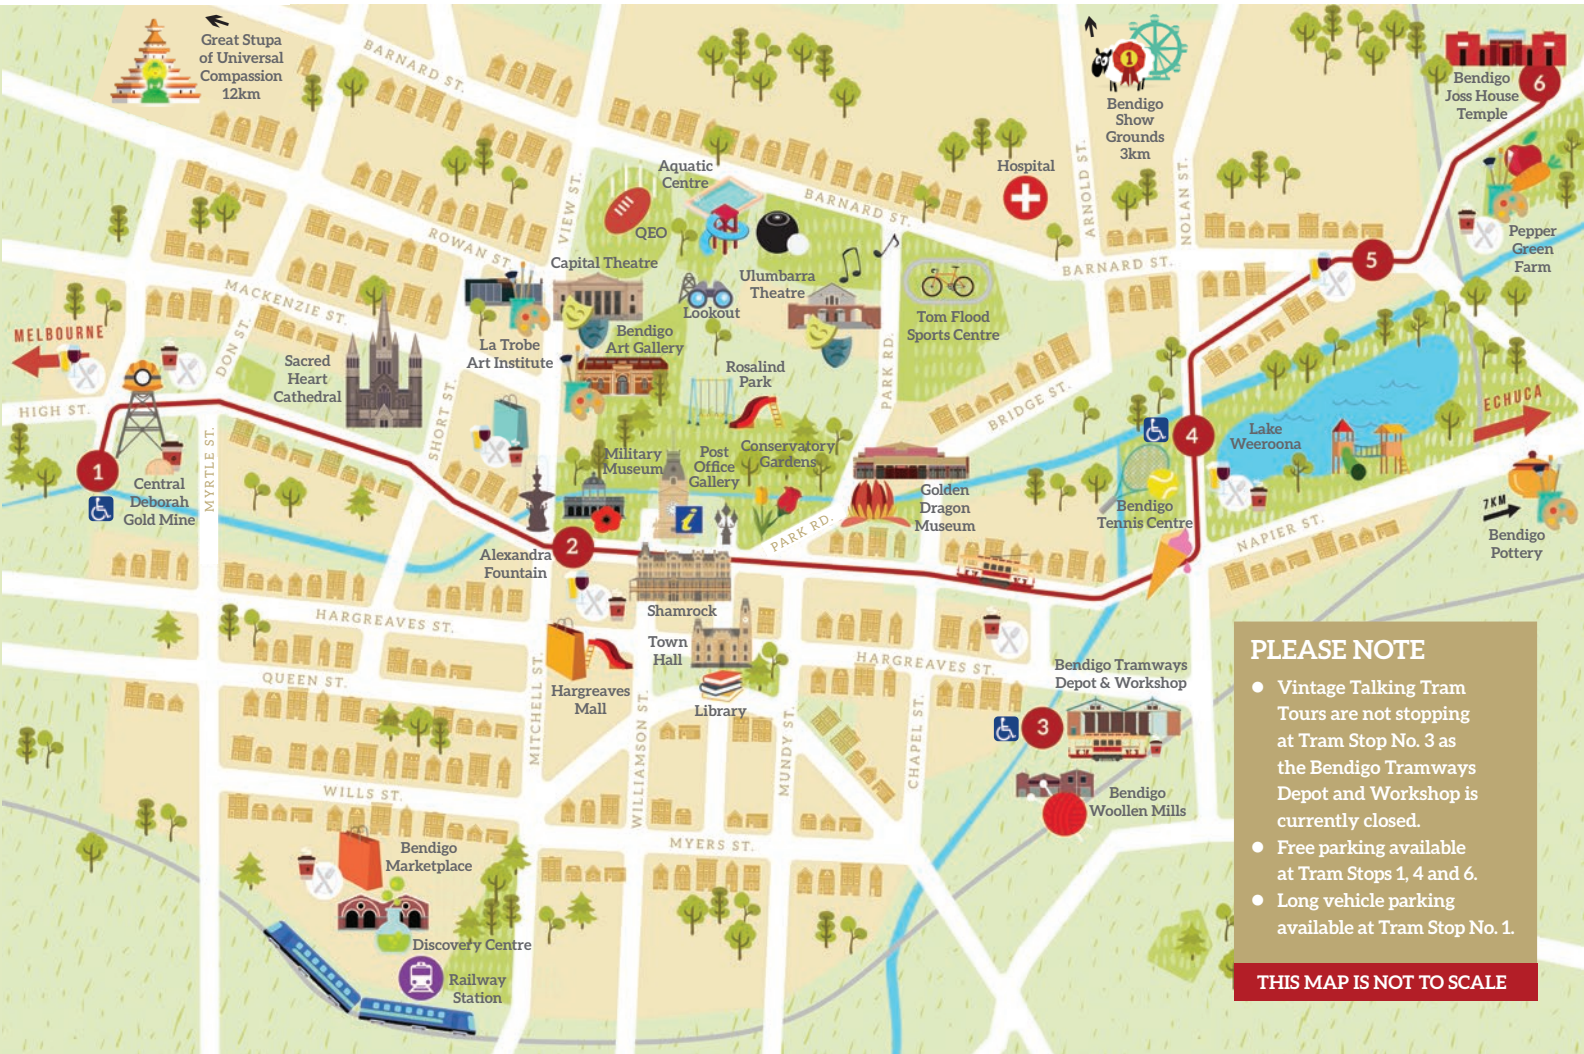 Great Stupa
of Universal
Compassion
12km
BARNARD ST.
1
Bendigo
Show
Grounds
3km
Bendigo
Joss House
Temple
6
Hospital
Aquatic
Centre
QEO
VIEW ST.
BARNARD ST.
ARNOLD ST.
NOLAN ST.
Pepper
Green
Farm
ROWAN ST.
Capital Theatre
Ulumbarra
Theatre
Lookout
BARNARD ST.
5
MACKENZIE ST.
DON ST.
MELBOURNE
La Trobe
Art Institute
Bendigo
Art Gallery
Tom Flood
Sports Centre
PARK RD.
Sacred
Heart
Cathedral
Rosalind
Park
SHORT ST.
HIGH ST.
BRIDGE ST.
ECHUCA
Lake
Weeroona
4
1
MYRTLE ST.
Central
Deborah
Gold Mine
Military
Museum
Post
Office
Gallery
Conservatory
Gardens
i
Golden
Dragon
Museum
Bendigo
Tennis Centre
7KM
Bendigo
Pottery
PARK RD.
NAPIER ST.
2
Alexandra
Fountain
Shamrock
HARGREAVES ST.
Town
Hall
HARGREAVES ST.
Bendigo Tramways
Depot & Workshop
QUEEN ST.
MITCHELL ST.
Hargreaves
Mall
Library
WILLIAMSON ST.
MUNDY ST.
CHAPEL ST.
3
Bendigo
Woollen Mills
WILLS ST.
MYERS ST.
Bendigo
Marketplace
Discovery Centre
Railway
Station
PLEASE NOTE
● Vintage Talking Tram
Tours are not stopping
at Tram Stop No. 3 as
the Bendigo Tramways
Depot and Workshop is
currently closed.
● Free parking available
at Tram Stops 1, 4 and 6.
● Long vehicle parking
available at Tram Stop No. 1.
THIS MAP IS NOT TO SCALE